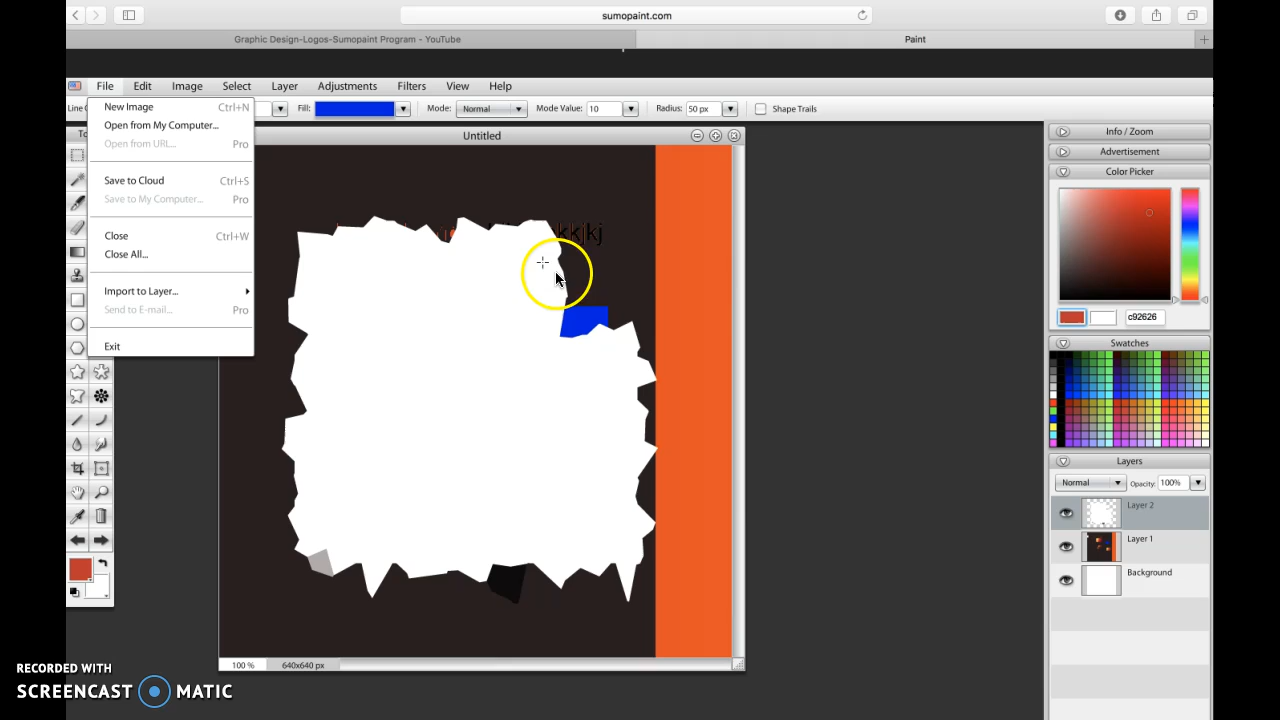 sumopaint.com
Graphic Design-Logos-Sumopaint Program - YouTube
Paint
File Edit Image Select Layer Adjustments Filters View Help
Fill: Mode: Normal Mode Value: 10 Radius: 50 px Shape Trails
New Image Ctrl+N
Open from My Computer...
Open from URL... Pro
Save to Cloud Ctrl+S
Save to My Computer... Pro
Close Ctrl+W
Close All...
Import to Layer...
Send to E-mail... Pro
Exit
Untitled
kkjkj
100 % 640x640 px
Info / Zoom
Advertisement
Color Picker
c92626
Swatches
Layers
Normal Opacity: 100%
Layer 2
Layer 1
Background
RECORDED WITH
SCREENCAST MATIC